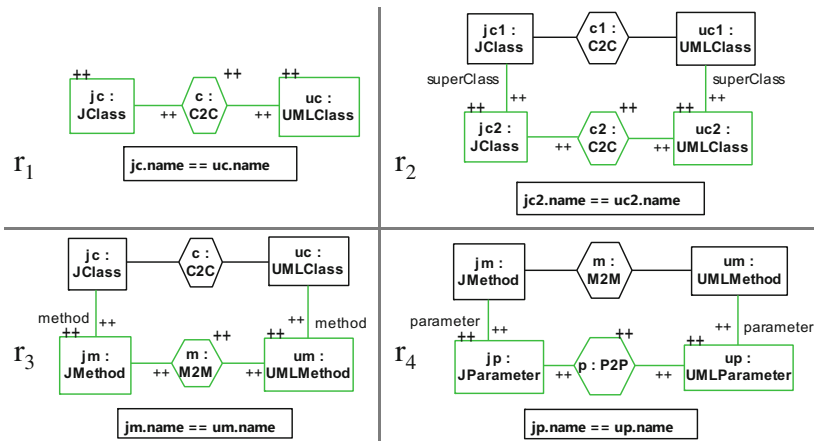 r1
++
++
++
jc :
JClass
c :
C2C
uc :
UMLClass
++
++
jc.name == uc.name
r2
jc1 :
JClass
c1 :
C2C
uc1 :
UMLClass
superClass
superClass
++
++
++
++
++
jc2 :
JClass
c2 :
C2C
uc2 :
UMLClass
++
++
jc2.name == uc2.name
r3
jc :
JClass
c :
C2C
uc :
UMLClass
method
method
++
++
++
++
++
jm :
JMethod
m :
M2M
um :
UMLMethod
++
++
jm.name == um.name
r4
jm :
JMethod
m :
M2M
um :
UMLMethod
parameter
parameter
++
++
++
++
++
jp :
JParameter
p : P2P
up :
UMLParameter
++
++
jp.name == up.name